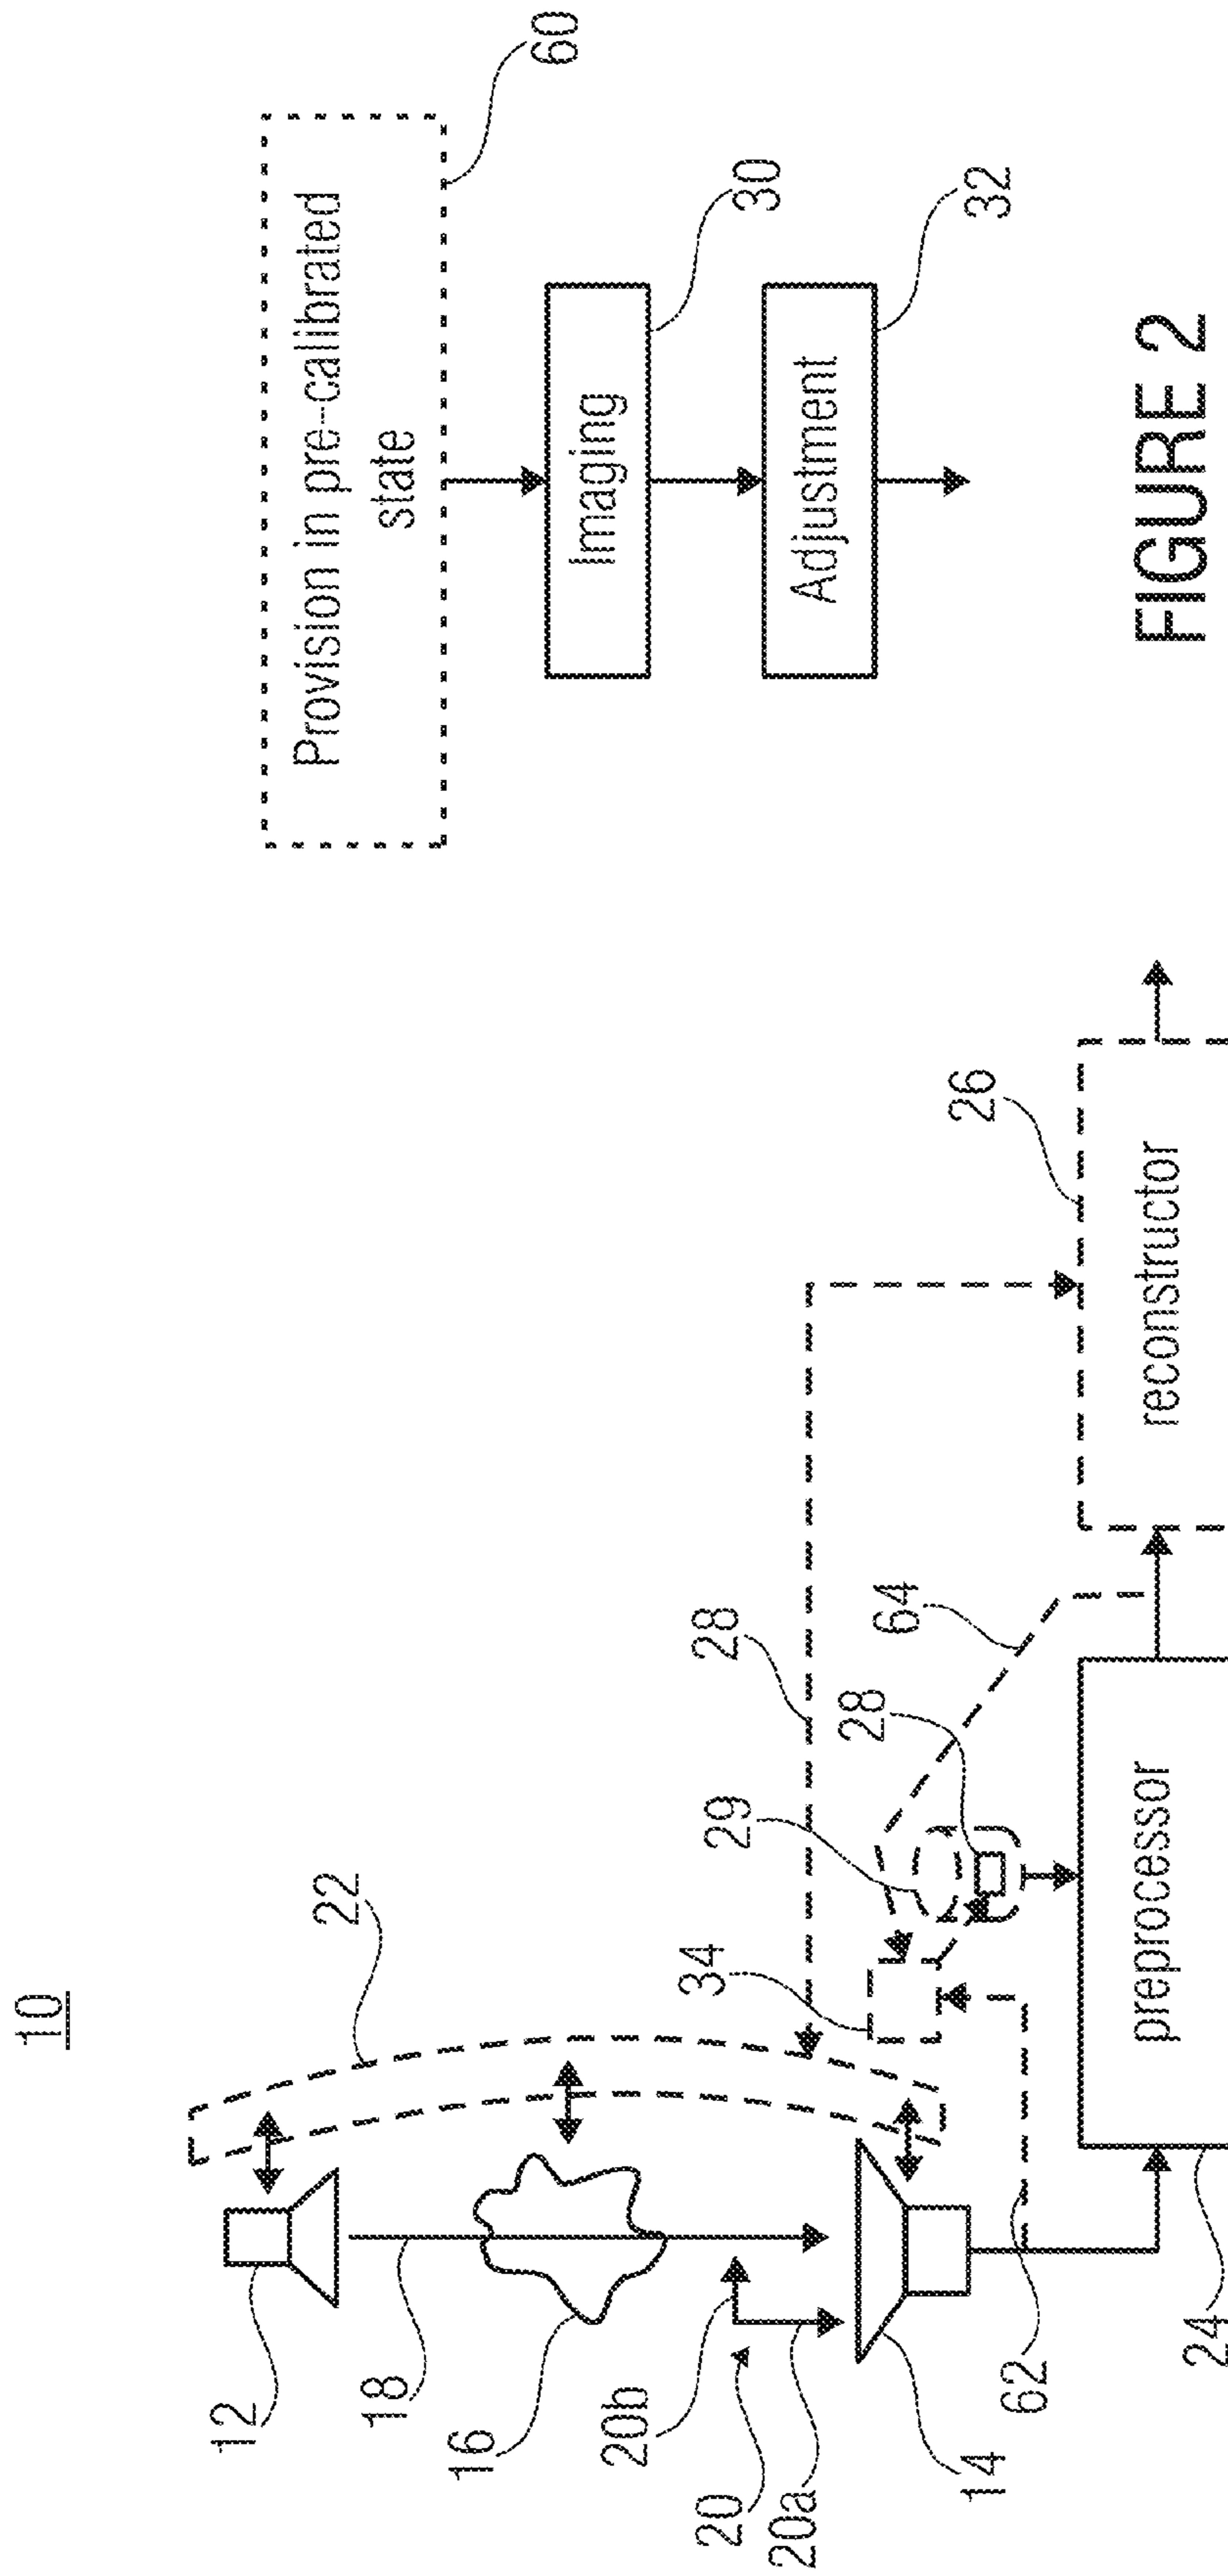 10
12
18
16
20
20b
20a
14
22
34
29
28
28
64
62
24
preprocessor
26
reconstructor
Provision in pre-calibrated
state
60
Imaging
30
Adjustment
32
FIGURE 2